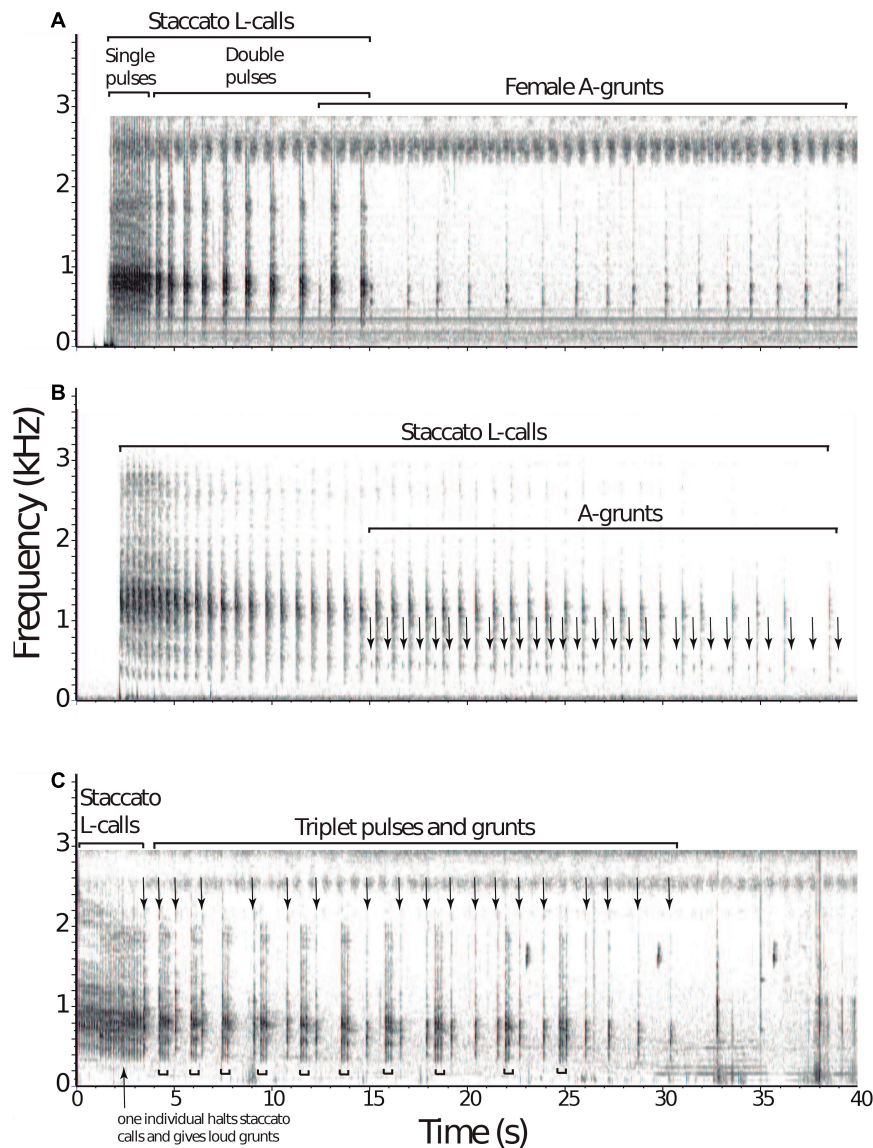 A
Staccato L-calls
Single
pulses
Double
pulses
Female A-grunts
3
2
1
0
B
Staccato L-calls
A-grunts
3
2
1
0
Frequency (kHz)
C
Staccato
L-calls
Triplet pulses and grunts
3
2
1
0
0 5 10 15 20 25 30 35 40
one individual halts staccato
calls and gives loud grunts
Time (s)